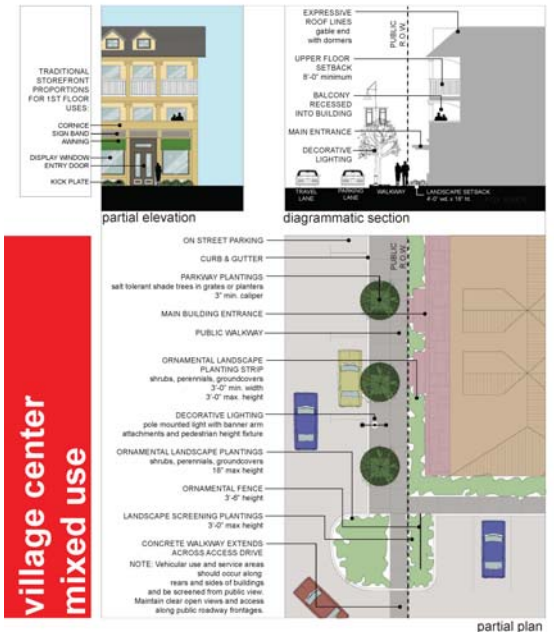 TRADITIONAL
STOREFRONT
PROPORTIONS
FOR 1ST FLOOR
USES:
CORNICE
SIGN BAND
AWNING
DISPLAY WINDOW
ENTRY DOOR
KICK PLATE
partial elevation
EXPRESSIVE
ROOF LINES
gable end
with dormers
PUBLIC
R.O.W.
UPPER FLOOR
SETBACK
8'-0" minimum
BALCONY
RECESSED
INTO BUILDING
MAIN ENTRANCE
DECORATIVE
LIGHTING
TRAVEL
LANE
PARKING
LANE
WALKWAY
LANDSCAPE SETBACK
4'-0" wd. x 18" ht.
diagrammatic section
village center
mixed use
ON STREET PARKING
CURB & GUTTER
PUBLIC
R.O.W.
PARKWAY PLANTINGS
salt tolerant shade trees in grates or planters
3" min. caliper
MAIN BUILDING ENTRANCE
PUBLIC WALKWAY
ORNAMENTAL LANDSCAPE
PLANTING STRIP
shrubs, perennials, groundcovers
3'-0" min. width
3'-0" max. height
DECORATIVE LIGHTING
pole mounted light with banner arm
attachments and pedestrian height fixture
ORNAMENTAL LANDSCAPE PLANTINGS
shrubs, perennials, groundcovers
18" max height
ORNAMENTAL FENCE
3'-6" height
LANDSCAPE SCREENING PLANTINGS
3'-0" max height
CONCRETE WALKWAY EXTENDS
ACROSS ACCESS DRIVE
NOTE: Vehicular use and service areas
should occur along:
rears and sides of buildings
and be screened from public view.
Maintain clear open views and access
along public roadway frontages.
partial plan